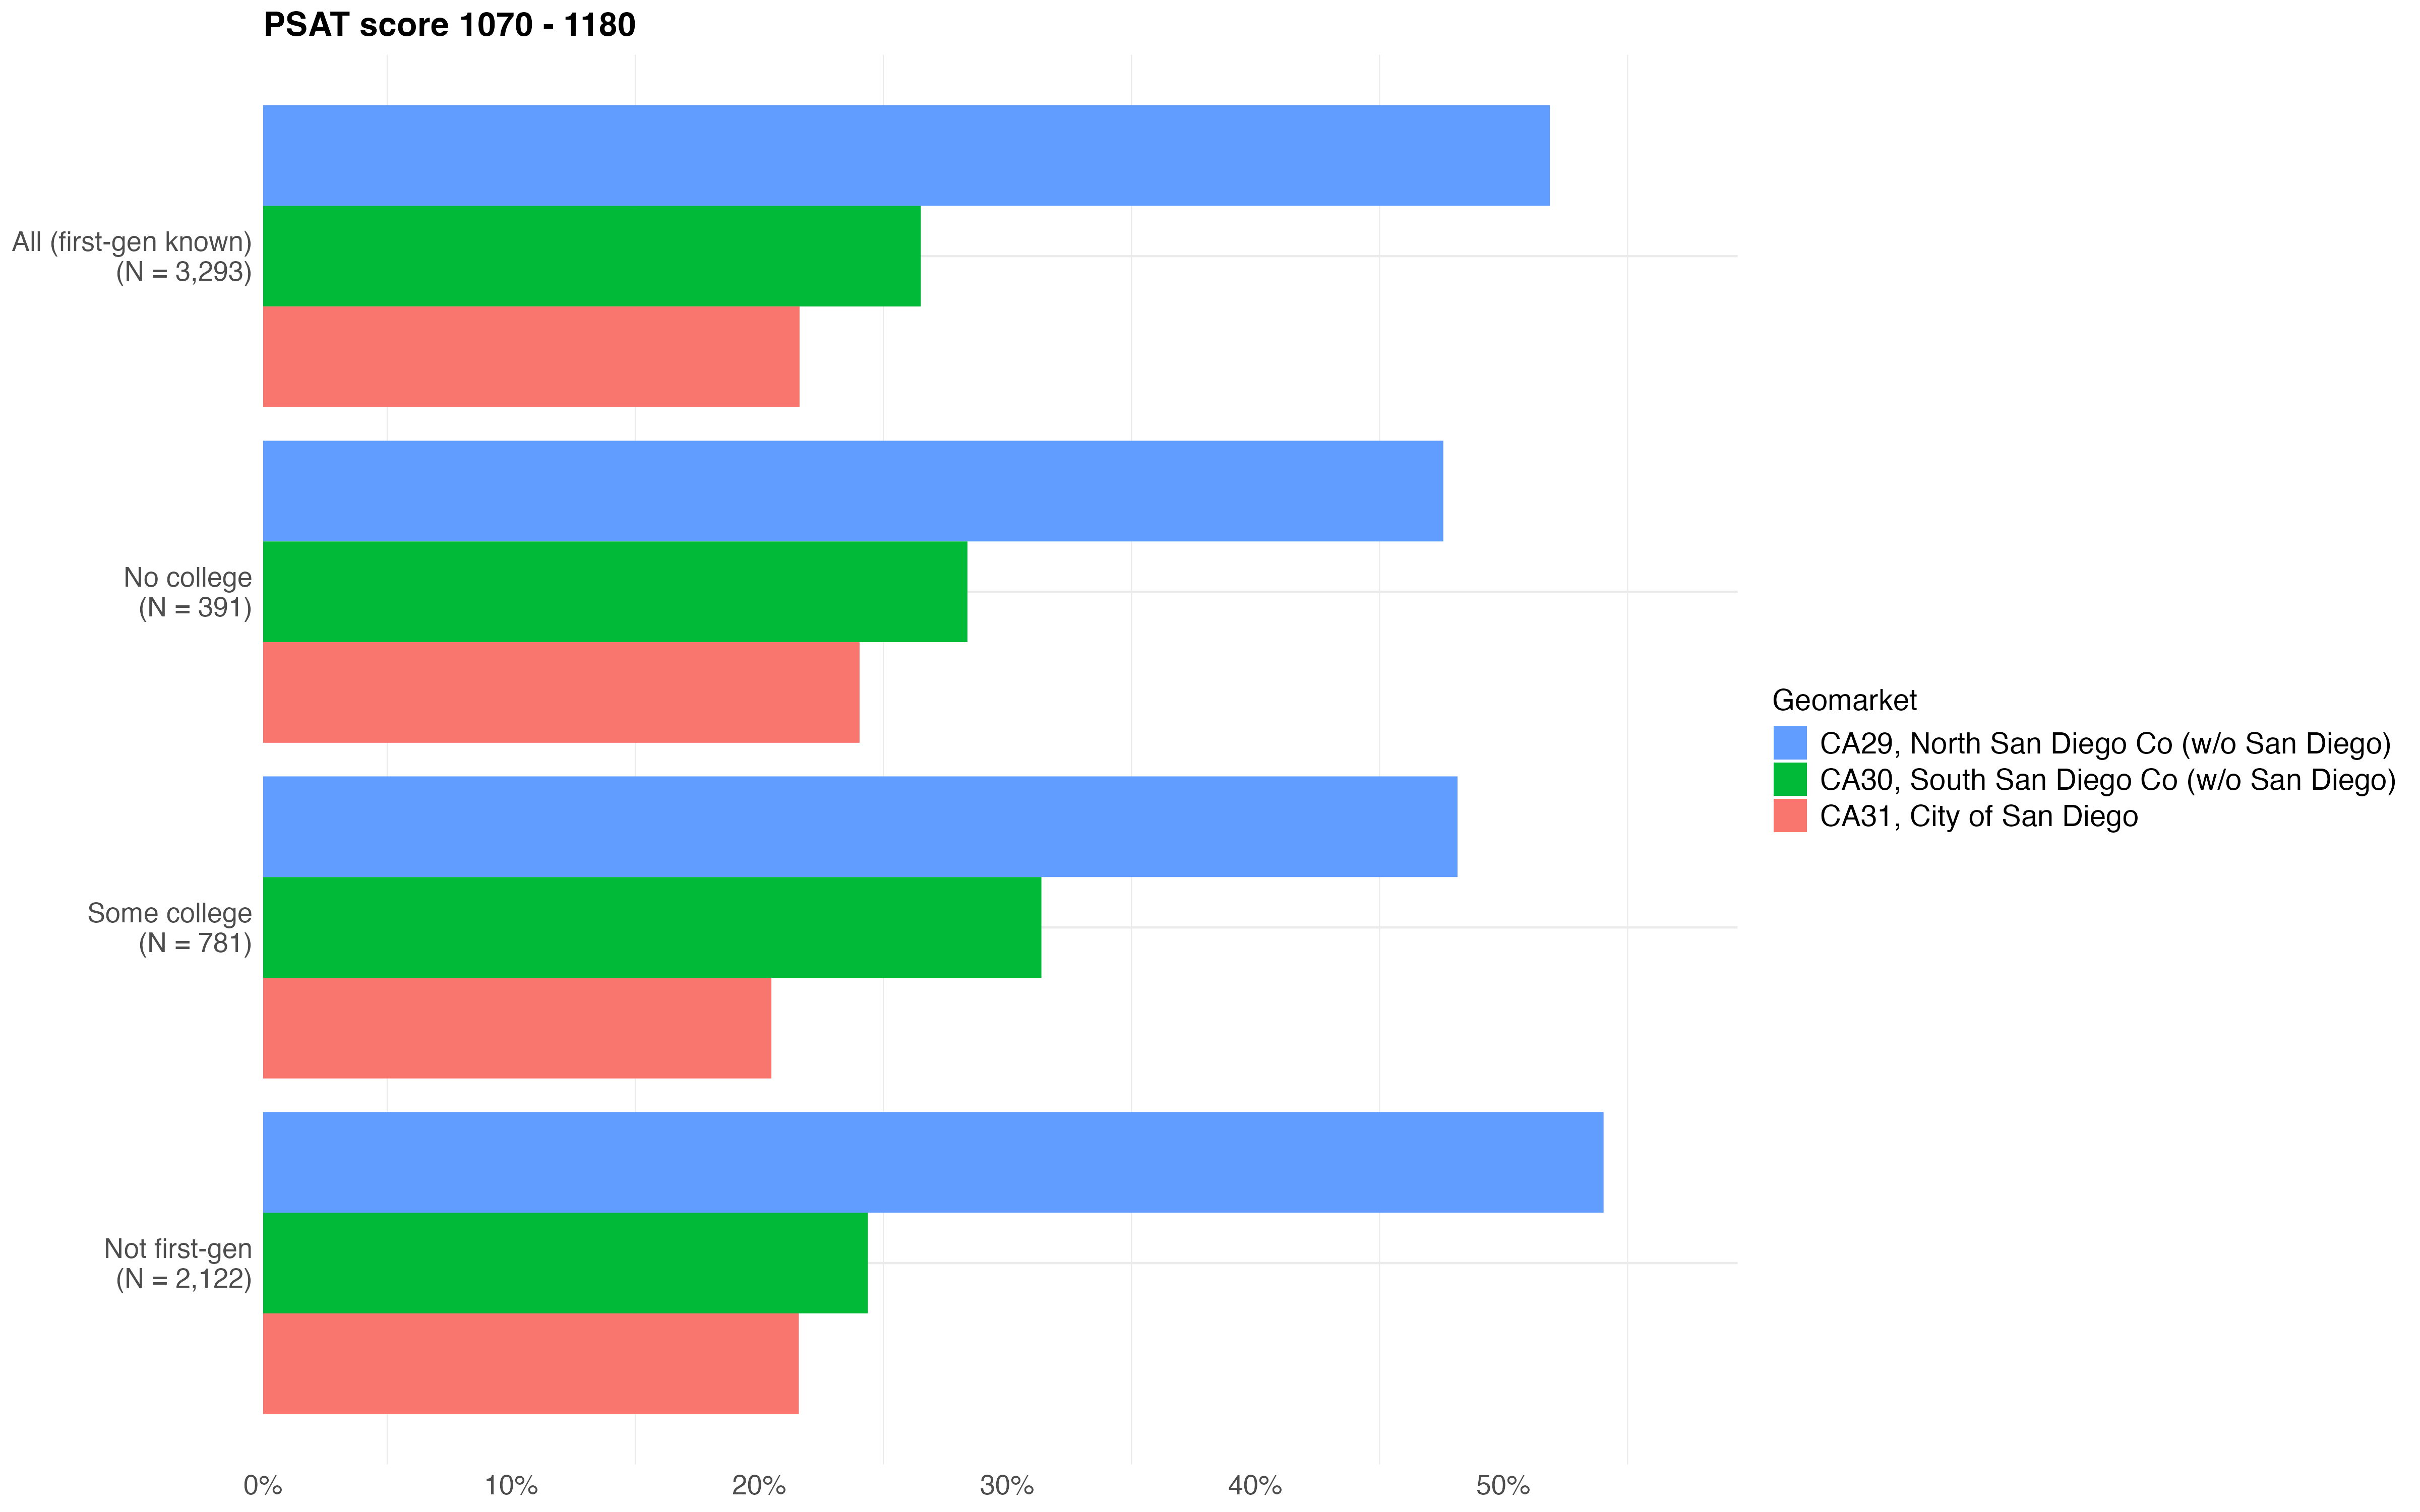 PSAT score 1070 - 1180
All (first-gen known)
(N = 3,293)
No college
(N = 391)
Some college
(N = 781)
Not first-gen
(N = 2,122)
0%
10%
20%
30%
40%
50%
Geomarket
CA29, North San Diego Co (w/o San Diego)
CA30, South San Diego Co (w/o San Diego)
CA31, City of San Diego